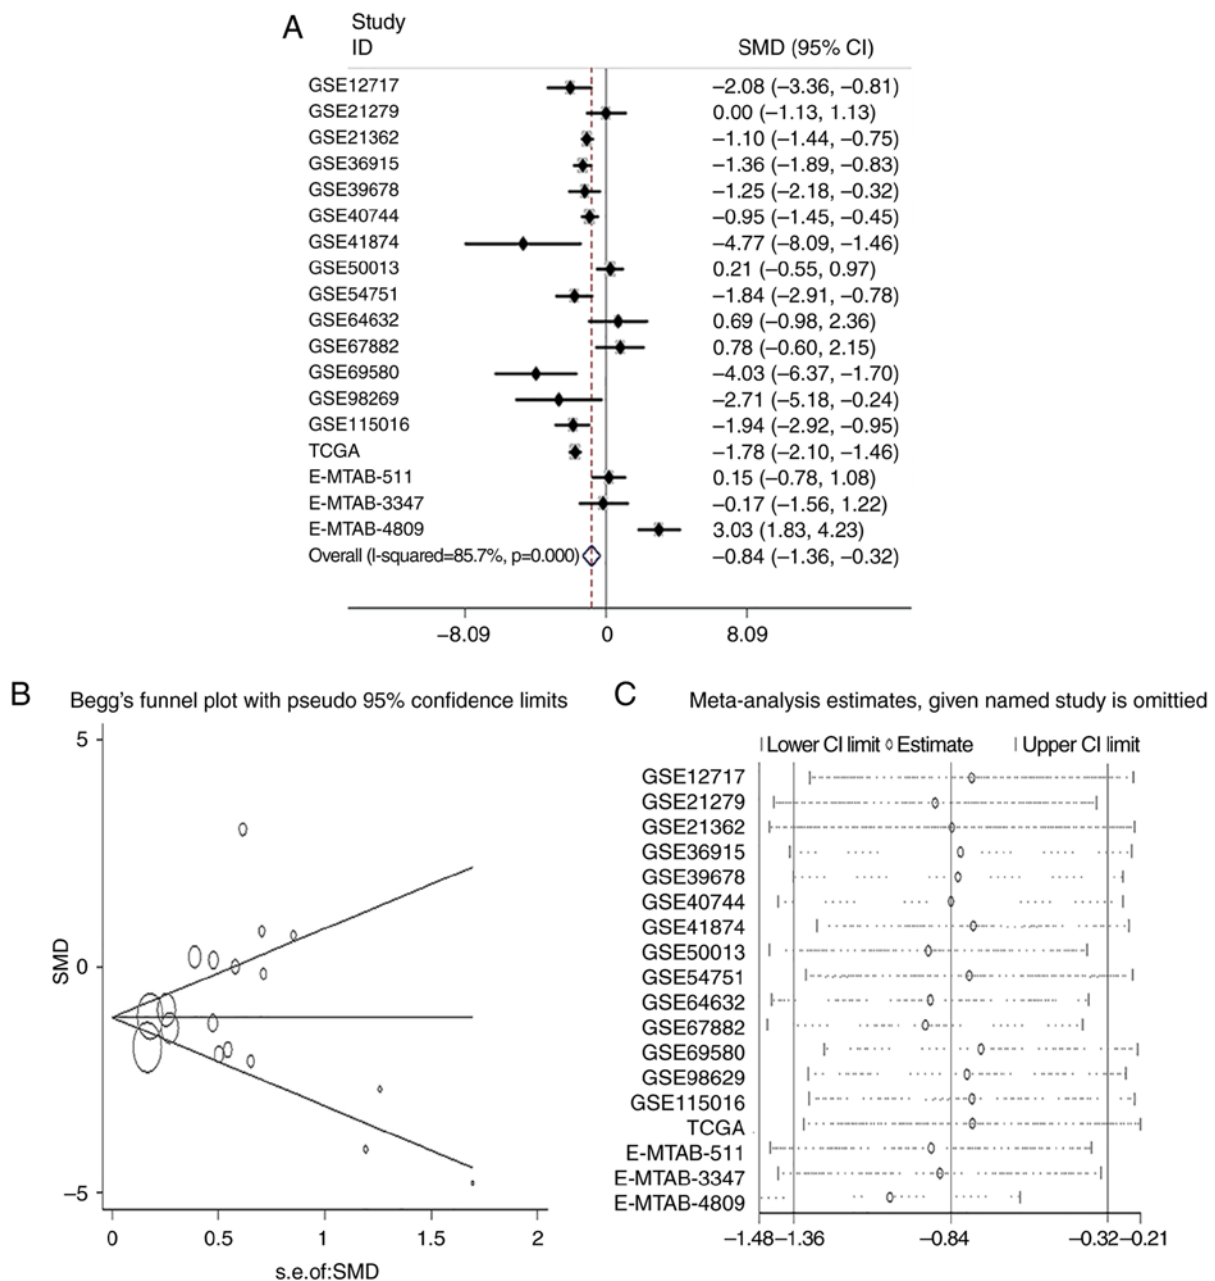 A
Study
ID SMD (95% CI)
GSE12717 –2.08 (–3.36, –0.81)
GSE21279 0.00 (–1.13, 1.13)
GSE21362 –1.10 (–1.44, –0.75)
GSE36915 –1.36 (–1.89, –0.83)
GSE39678 –1.25 (–2.18, –0.32)
GSE40744 –0.95 (–1.45, –0.45)
GSE41874 –4.77 (–8.09, –1.46)
GSE50013 0.21 (–0.55, 0.97)
GSE54751 –1.84 (–2.91, –0.78)
GSE64632 0.69 (–0.98, 2.36)
GSE67882 0.78 (–0.60, 2.15)
GSE69580 –4.03 (–6.37, –1.70)
GSE98269 –2.71 (–5.18, –0.24)
GSE115016 –1.94 (–2.92, –0.95)
TCGA –1.78 (–2.10, –1.46)
E-MTAB-511 0.15 (–0.78, 1.08)
E-MTAB-3347 –0.17 (–1.56, 1.22)
E-MTAB-4809 3.03 (1.83, 4.23)
Overall (I-squared=85.7%, p=0.000) –0.84 (–1.36, –0.32)
–8.09 0 8.09
B
Begg's funnel plot with pseudo 95% confidence limits
5
0
–5
SMD
0 0.5 1 1.5 2
s.e.of:SMD
C
Meta-analysis estimates, given named study is omittied
Lower CI limit Estimate Upper CI limit
GSE12717
GSE21279
GSE21362
GSE36915
GSE39678
GSE40744
GSE41874
GSE50013
GSE54751
GSE64632
GSE67882
GSE69580
GSE98629
GSE115016
TCGA
E-MTAB-511
E-MTAB-3347
E-MTAB-4809
–1.48 –1.36 –0.84 –0.32 –0.21